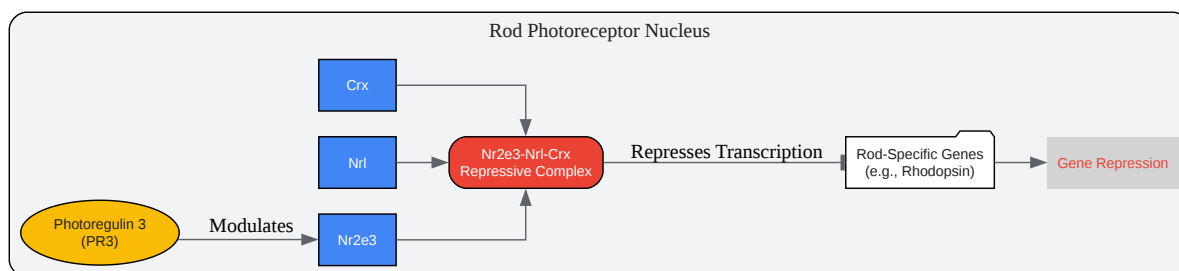 Rod Photoreceptor Nucleus
Crx
Nrl
Nr2e3-Nrl-Crx
Repressive Complex
Represses Transcription
Rod-Specific Genes
(e.g., Rhodopsin)
Gene Repression
Photoregulin 3
(PR3)
Modulates
Nr2e3